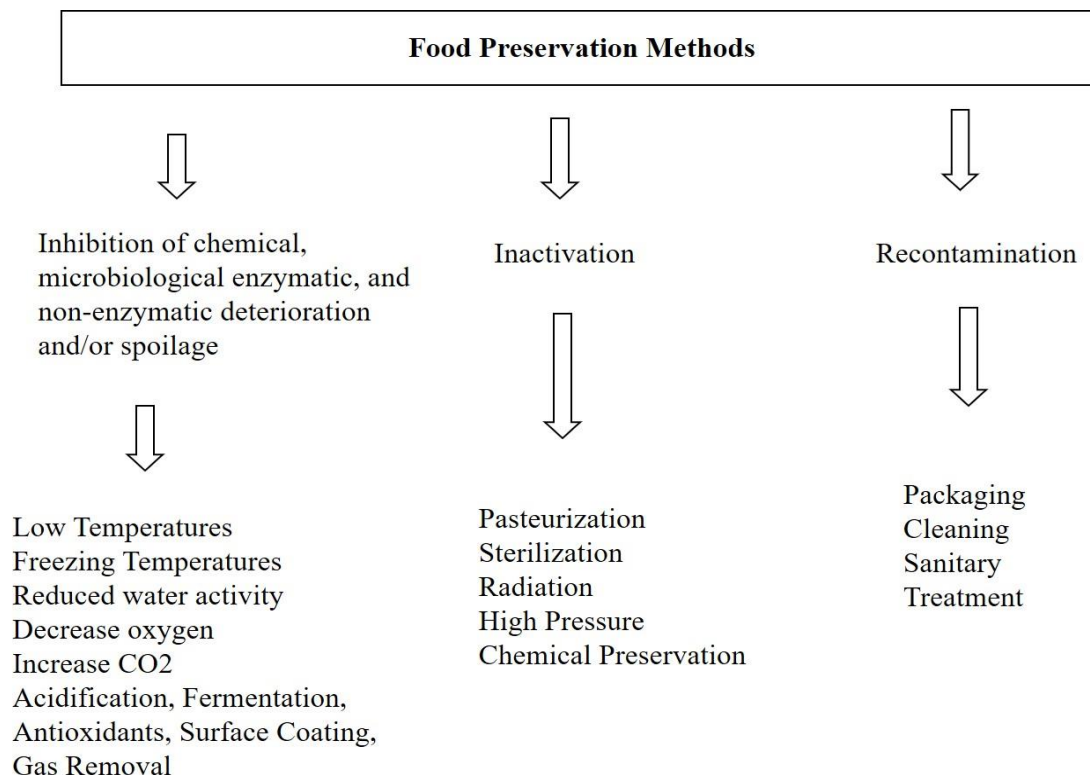 Food Preservation Methods
Inhibition of chemical,
microbiological enzymatic, and
non-enzymatic deterioration
and/or spoilage
Inactivation
Recontamination
Low Temperatures
Freezing Temperatures
Reduced water activity
Decrease oxygen
Increase CO2
Acidification, Fermentation,
Antioxidants, Surface Coating,
Gas Removal
Pasteurization
Sterilization
Radiation
High Pressure
Chemical Preservation
Packaging
Cleaning
Sanitary
Treatment